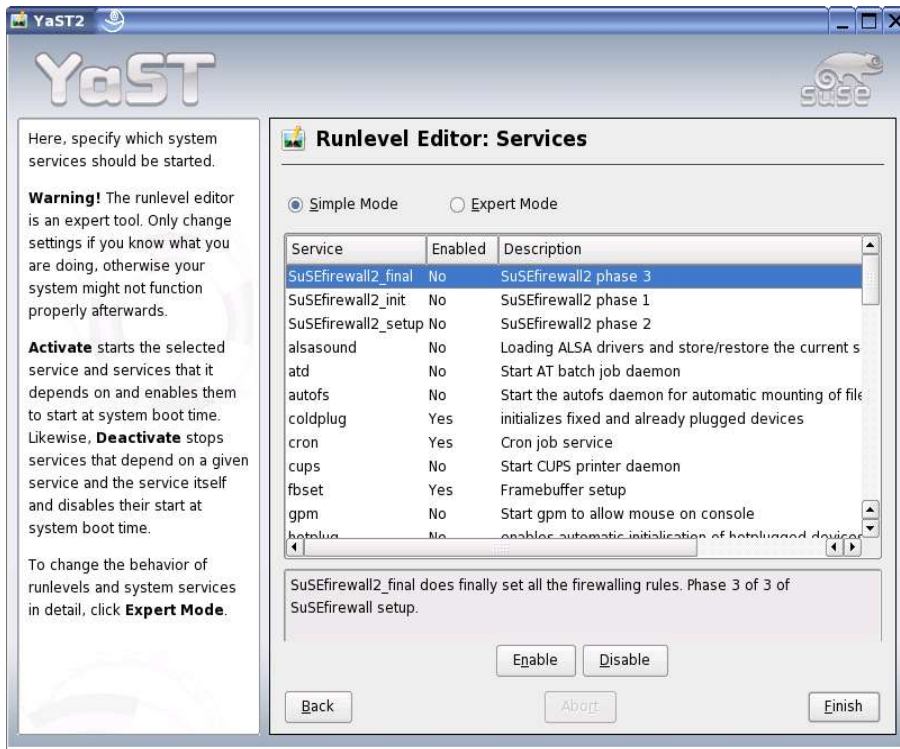 YaST2
YaST
suse
Here, specify which system
services should be started.
Warning! The runlevel editor
is an expert tool. Only change
settings if you know what you
are doing, otherwise your
system might not function
properly afterwards.
Activate starts the selected
service and services that it
depends on and enables them
to start at system boot time.
Likewise, Deactivate stops
services that depend on a given
service and the service itself
and disables their start at
system boot time.
To change the behavior of
runlevels and system services
in detail, click Expert Mode.
Runlevel Editor: Services
Simple Mode Expert Mode
Service Enabled Description
SuSEfirewall2_final No SuSEfirewall2 phase 3
SuSEfirewall2_init No SuSEfirewall2 phase 1
SuSEfirewall2_setup No SuSEfirewall2 phase 2
alsasound No Loading ALSA drivers and store/restore the current s
atd No Start AT batch job daemon
autofs No Start the autofs daemon for automatic mounting of file
coldplug Yes initializes fixed and already plugged devices
cron Yes Cron job service
cups No Start CUPS printer daemon
fbset Yes Framebuffer setup
gpm No Start gpm to allow mouse on console
hotplug No enables automatic initialisation of hotplugged devices
SuSEfirewall2_final does finally set all the firewalling rules. Phase 3 of 3 of
SuSEfirewall setup.
Enable Disable
Back Abort Finish